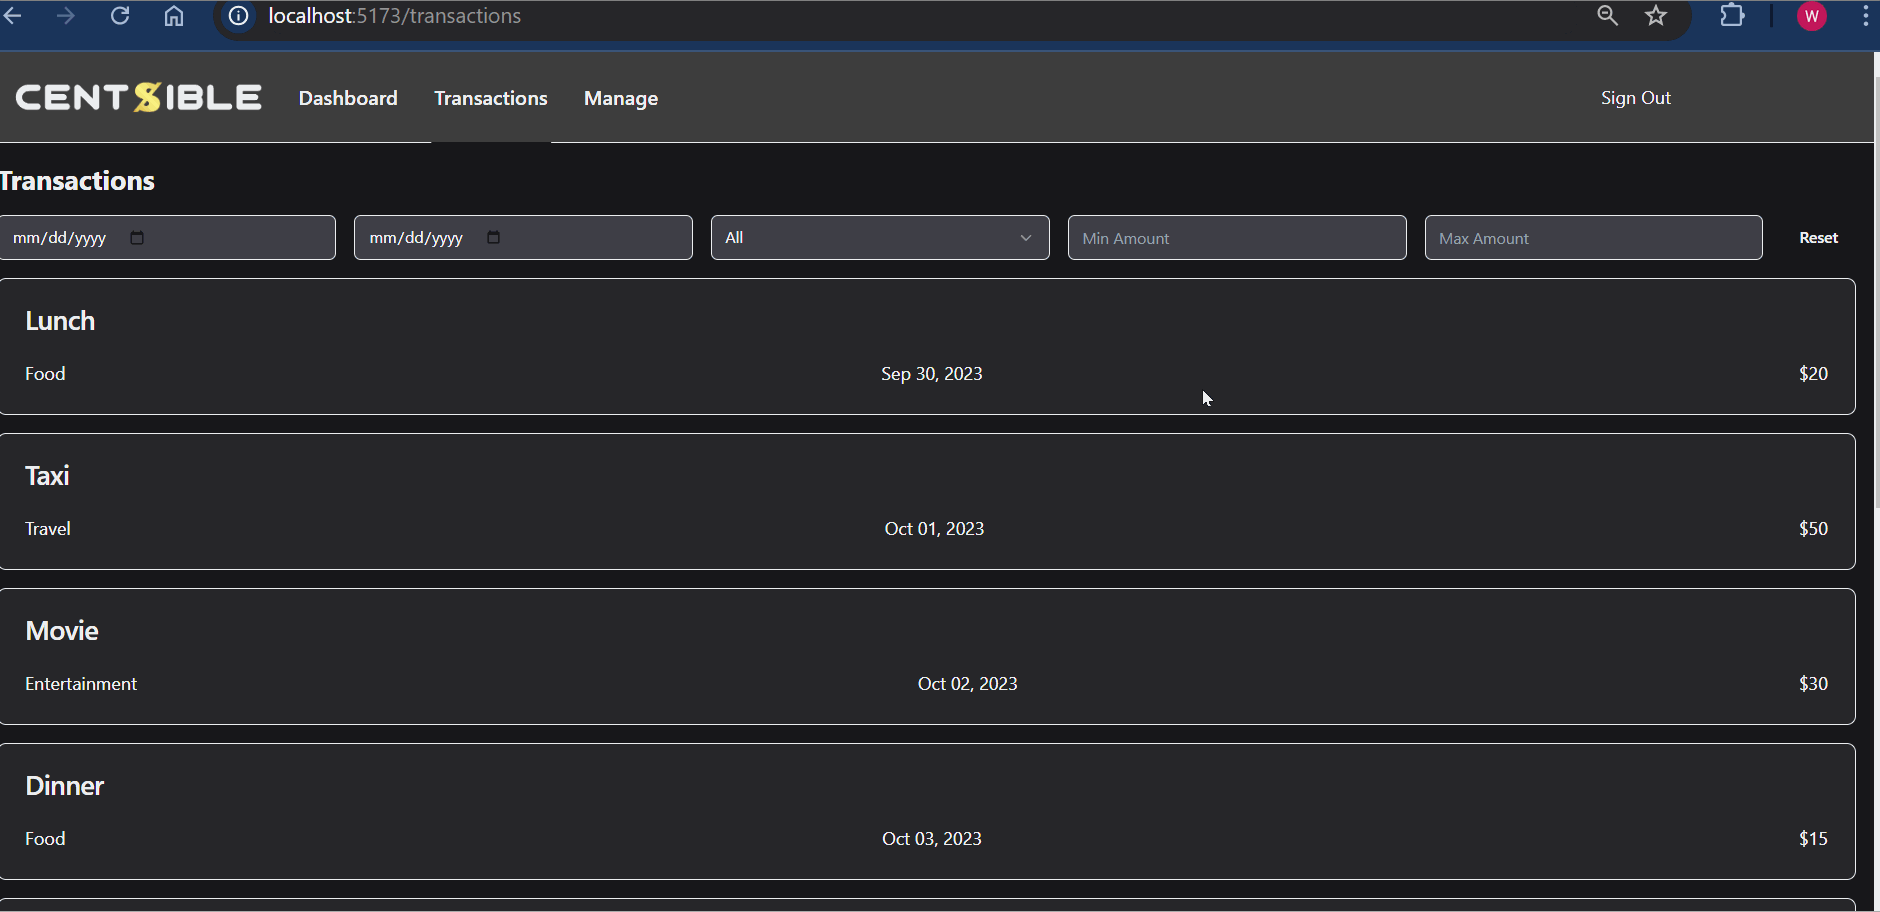 localhost:5173/transactions
W
CENTSIBLE
Dashboard
Transactions
Manage
Sign Out
Transactions
mm/dd/yyyy
mm/dd/yyyy
All
Min Amount
Max Amount
Reset
Lunch
Food
Sep 30, 2023
$20
Taxi
Travel
Oct 01, 2023
$50
Movie
Entertainment
Oct 02, 2023
$30
Dinner
Food
Oct 03, 2023
$15